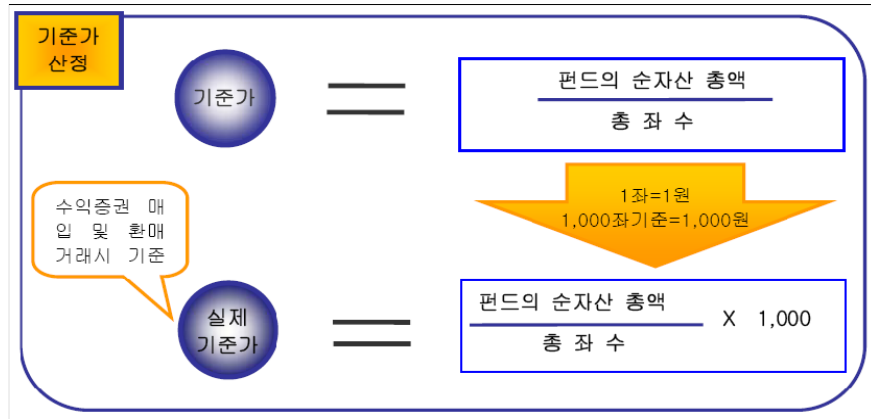 기준가
산정
기준가
펀드의 순자산 총액
총 좌 수
1좌=1원
1,000좌기준=1,000원
수익증권 매
입 및 환매
거래시 기준
실제
기준가
펀드의 순자산 총액
X 1,000
총 좌 수